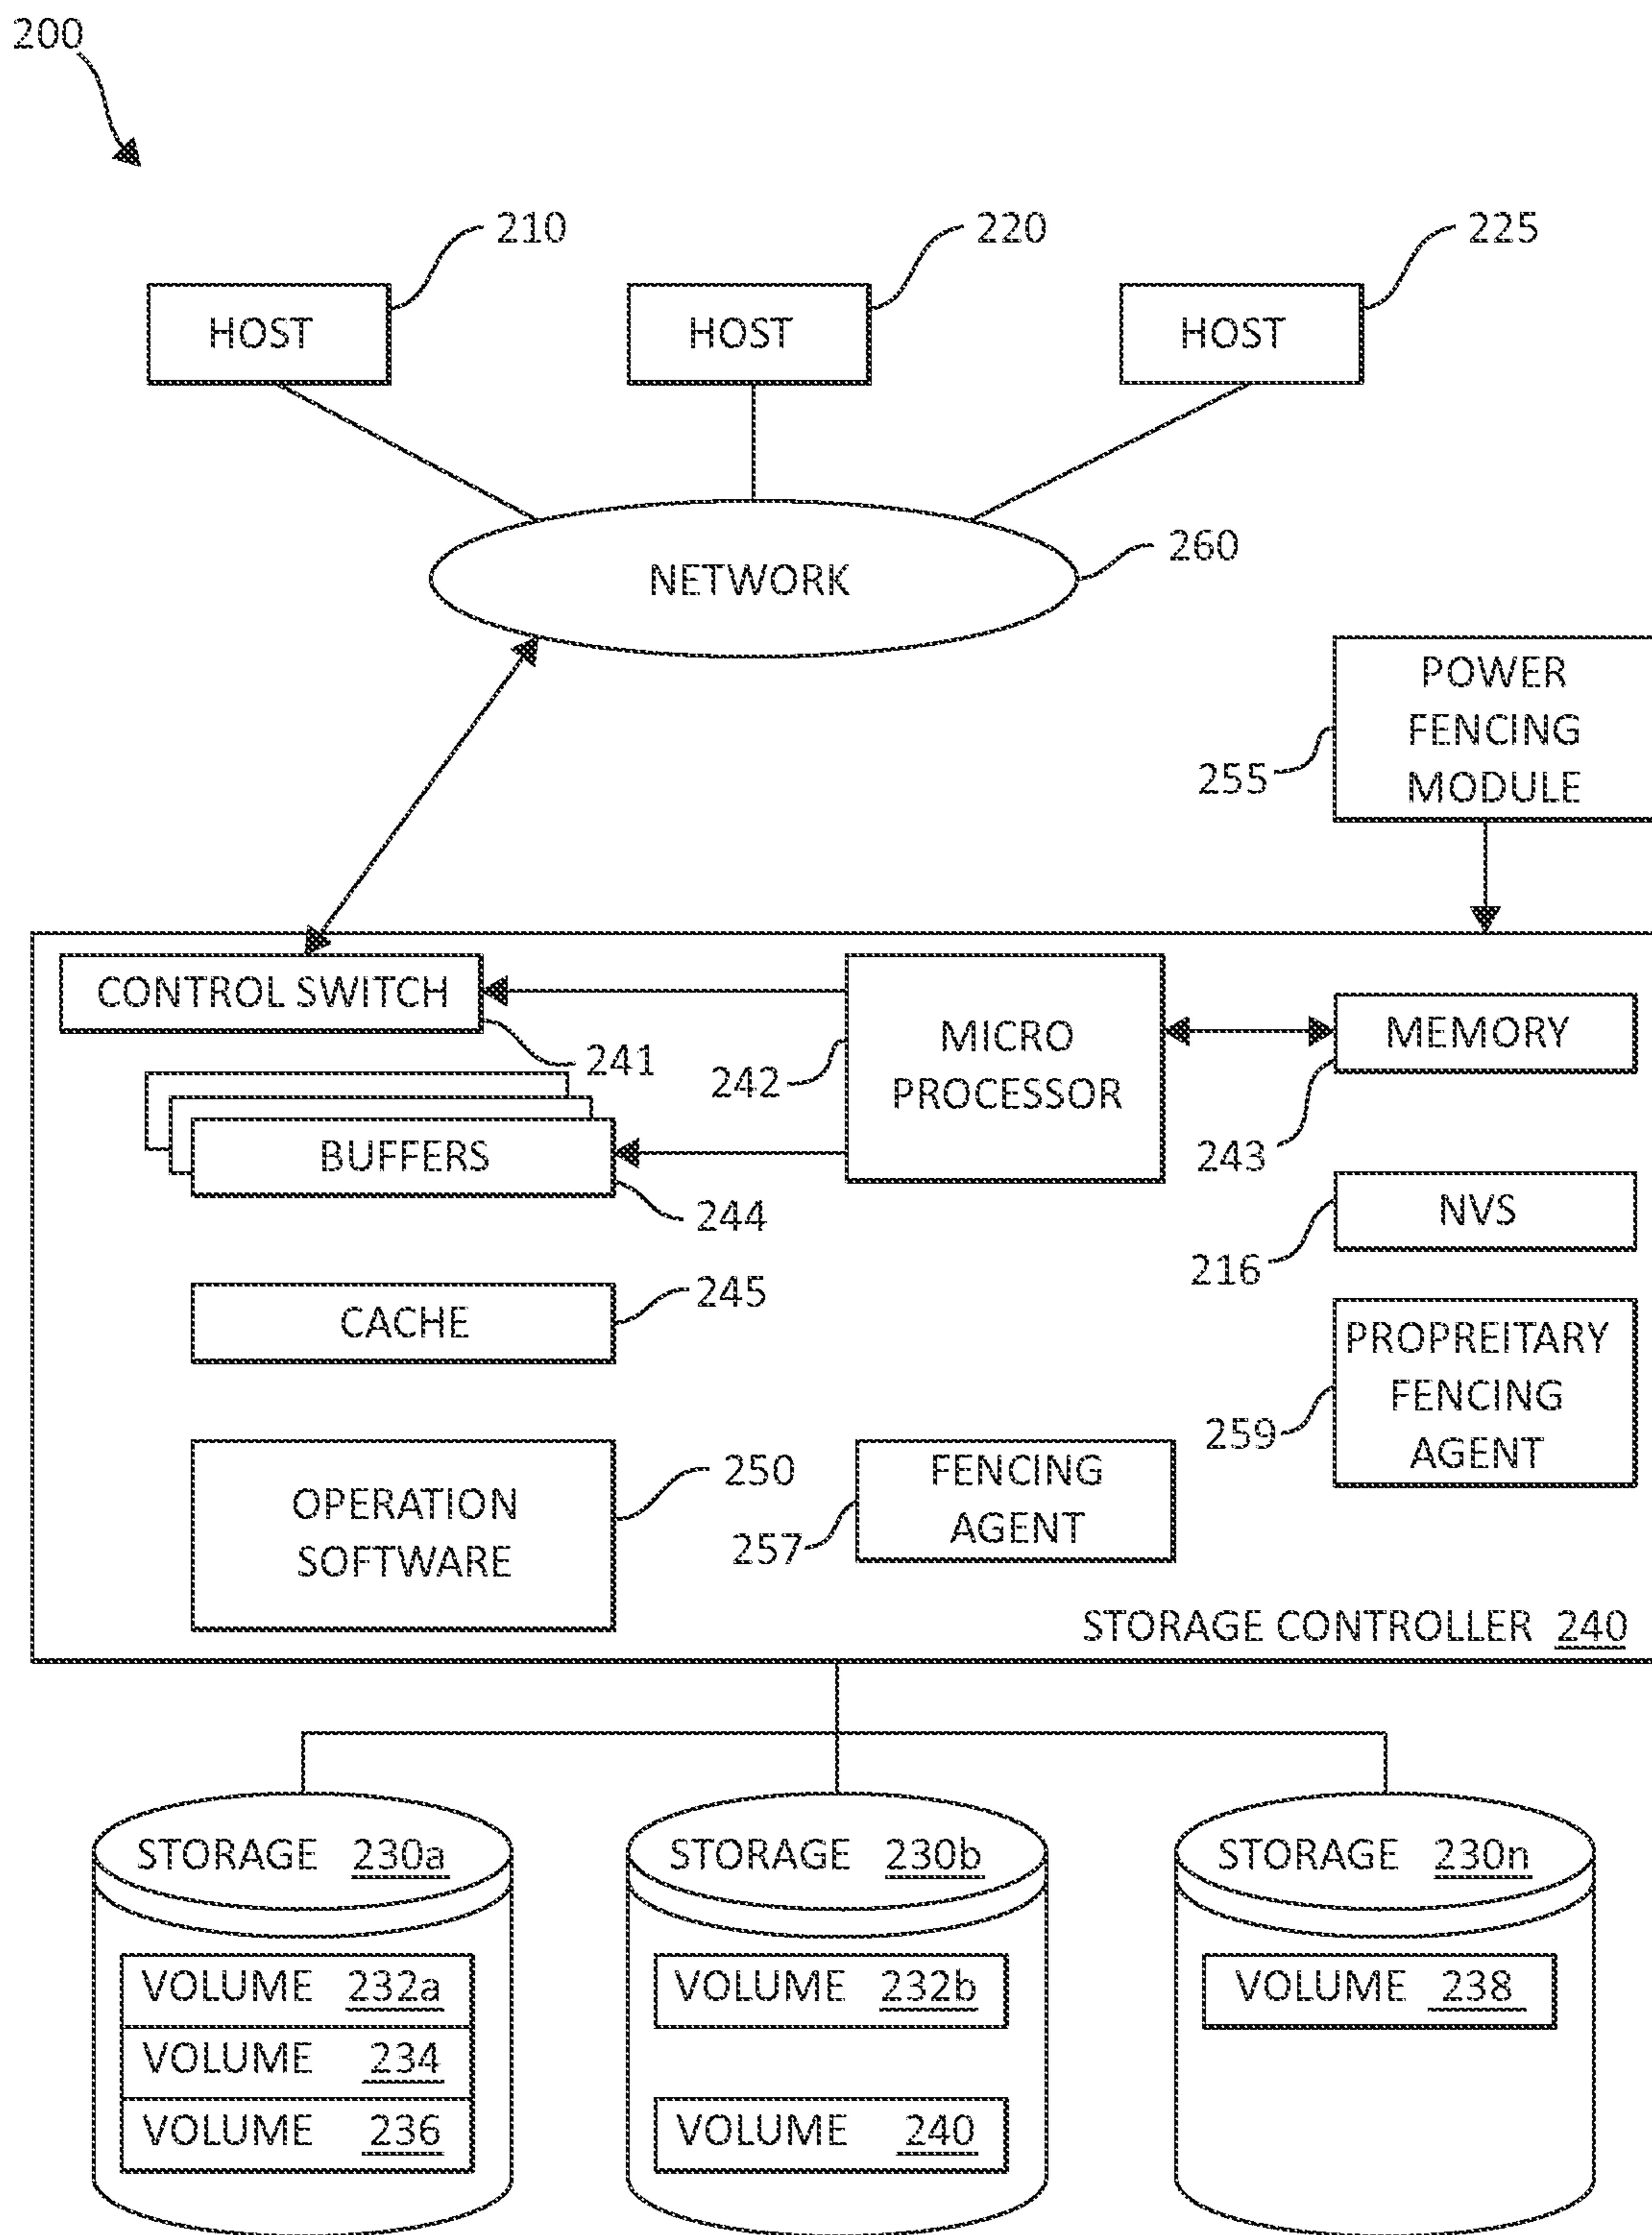 200
210
220
225
HOST
HOST
HOST
NETWORK
260
POWER
FENCING
MODULE
255
CONTROL SWITCH
241
MICRO
PROCESSOR
242
MEMORY
243
BUFFERS
244
NVS
216
CACHE
245
PROPREITARY
FENCING
AGENT
259
OPERATION
SOFTWARE
250
FENCING
AGENT
257
STORAGE CONTROLLER 240
STORAGE 230a
STORAGE 230b
STORAGE 230n
VOLUME 232a
VOLUME 234
VOLUME 236
VOLUME 232b
VOLUME 240
VOLUME 238